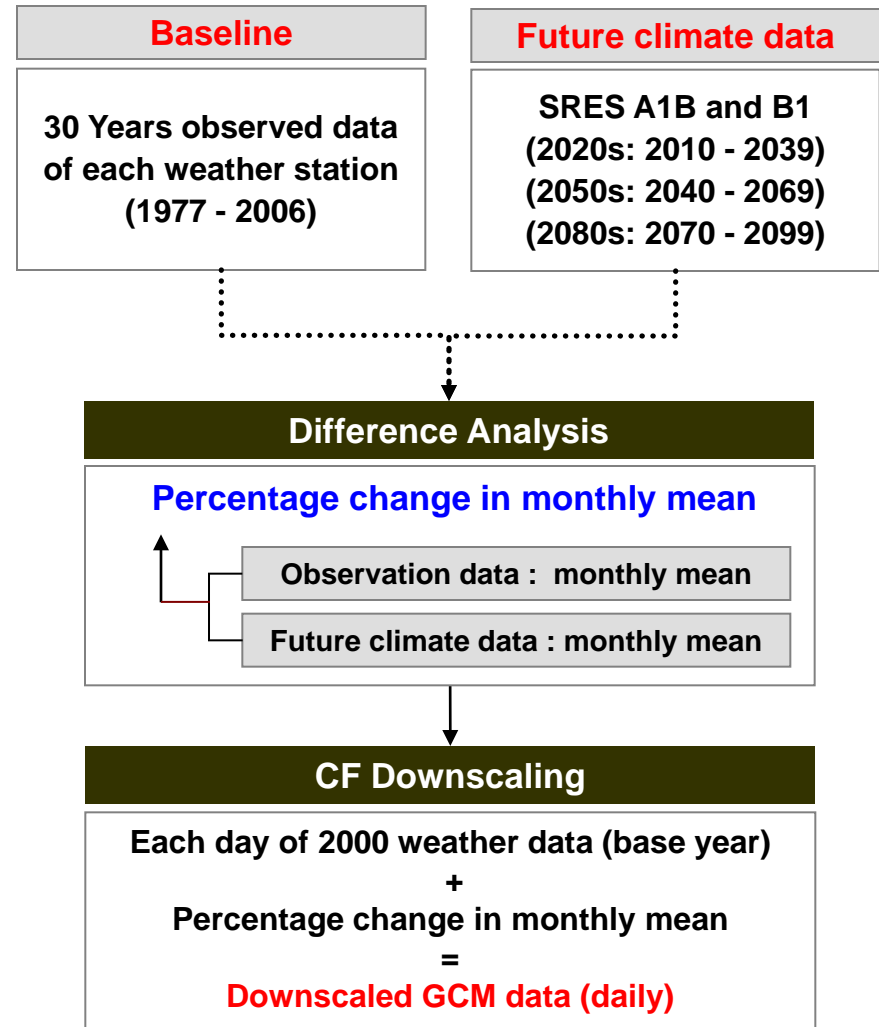 Baseline
30 Years observed data
of each weather station
(1977 - 2006)
Future climate data
SRES A1B and B1
(2020s: 2010 - 2039)
(2050s: 2040 - 2069)
(2080s: 2070 - 2099)
Difference Analysis
Percentage change in monthly mean
Observation data :  monthly mean
Future climate data : monthly mean
CF Downscaling
Each day of 2000 weather data (base year)
+
Percentage change in monthly mean
=
Downscaled GCM data (daily)